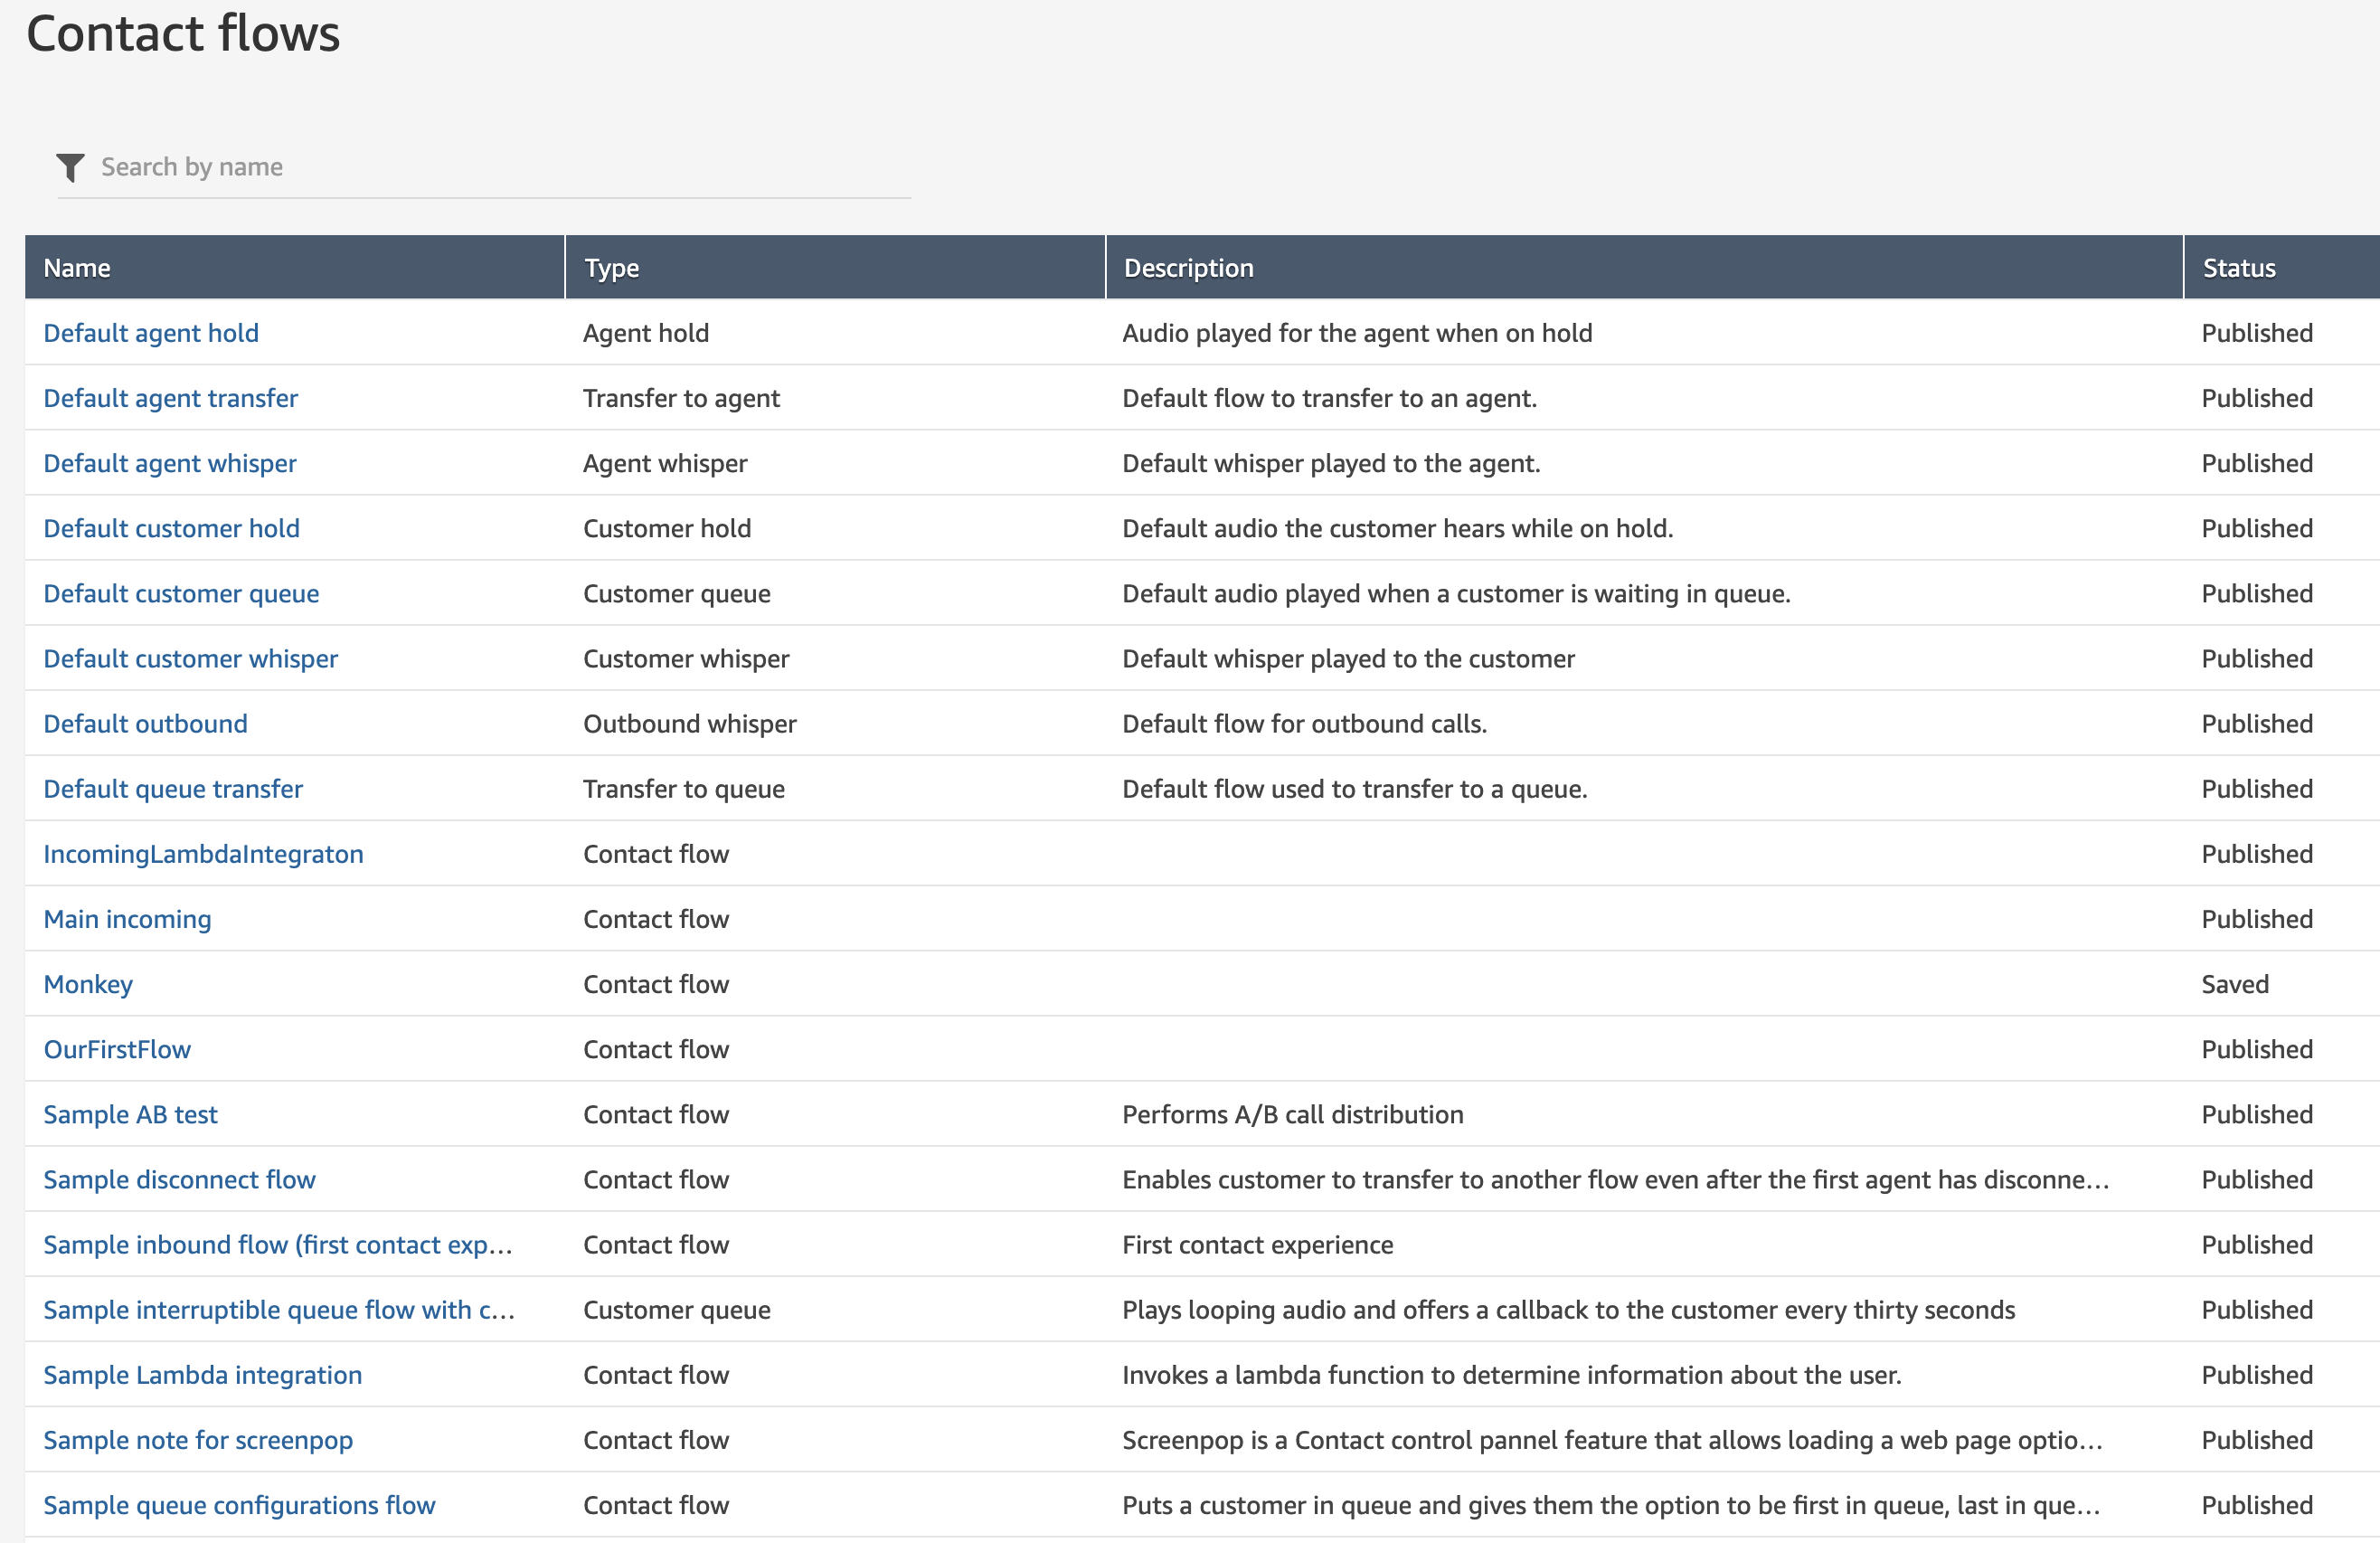 Contact flows
Search by name
Name Type Description Status
Default agent hold Agent hold Audio played for the agent when on hold Published
Default agent transfer Transfer to agent Default flow to transfer to an agent. Published
Default agent whisper Agent whisper Default whisper played to the agent. Published
Default customer hold Customer hold Default audio the customer hears while on hold. Published
Default customer queue Customer queue Default audio played when a customer is waiting in queue. Published
Default customer whisper Customer whisper Default whisper played to the customer Published
Default outbound Outbound whisper Default flow for outbound calls. Published
Default queue transfer Transfer to queue Default flow used to transfer to a queue. Published
IncomingLambdaIntegraton Contact flow Published
Main incoming Contact flow Published
Monkey Contact flow Saved
OurFirstFlow Contact flow Published
Sample AB test Contact flow Performs A/B call distribution Published
Sample disconnect flow Contact flow Enables customer to transfer to another flow even after the first agent has disconne... Published
Sample inbound flow (first contact exp... Contact flow First contact experience Published
Sample interruptible queue flow with c... Customer queue Plays looping audio and offers a callback to the customer every thirty seconds Published
Sample Lambda integration Contact flow Invokes a lambda function to determine information about the user. Published
Sample note for screenpop Contact flow Screenpop is a Contact control pannel feature that allows loading a web page optio... Published
Sample queue configurations flow Contact flow Puts a customer in queue and gives them the option to be first in queue, last in que... Published